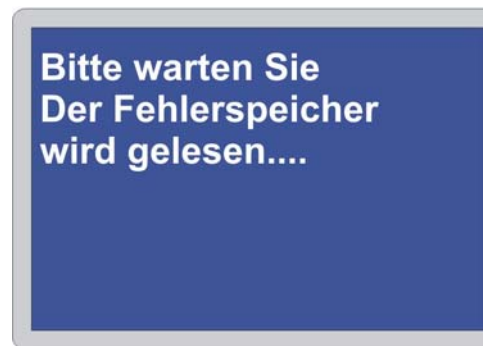 Bitte warten Sie
Der Fehlerspeicher
wird gelesen....